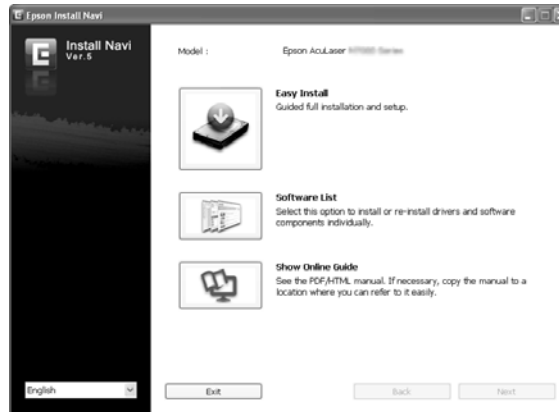 Epson Install Navi
Install Navi
Ver.5
Model :
Epson AcuLaser
Easy Install
Guided full installation and setup.
Software List
Select this option to install or re-install drivers and software
components individually.
Show Online Guide
See the PDF/HTML manual. If necessary, copy the manual to a
location where you can refer to it easily.
English
Exit
Back
Next